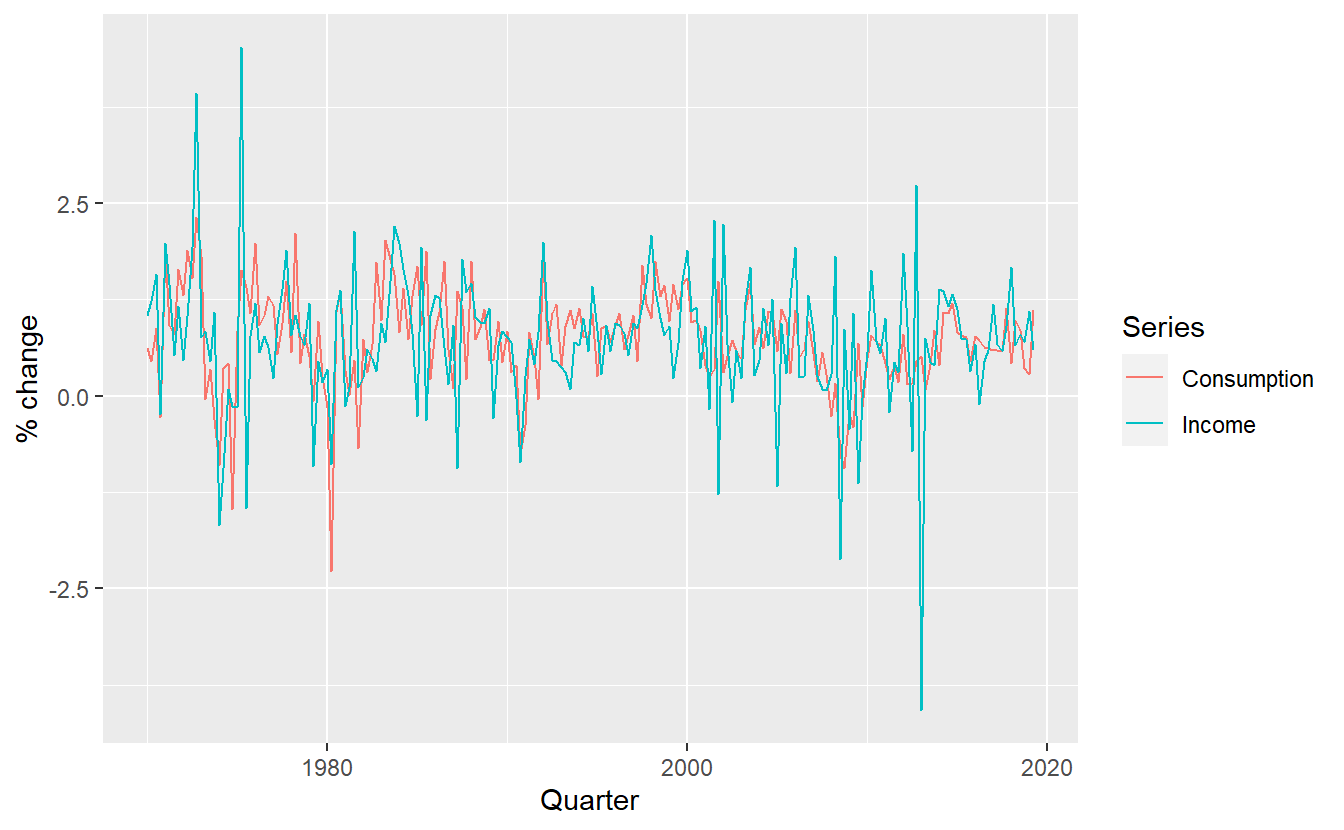 2.5
0.0
-2.5
% change
1980
2000
2020
Quarter
Series
Consumption
Income